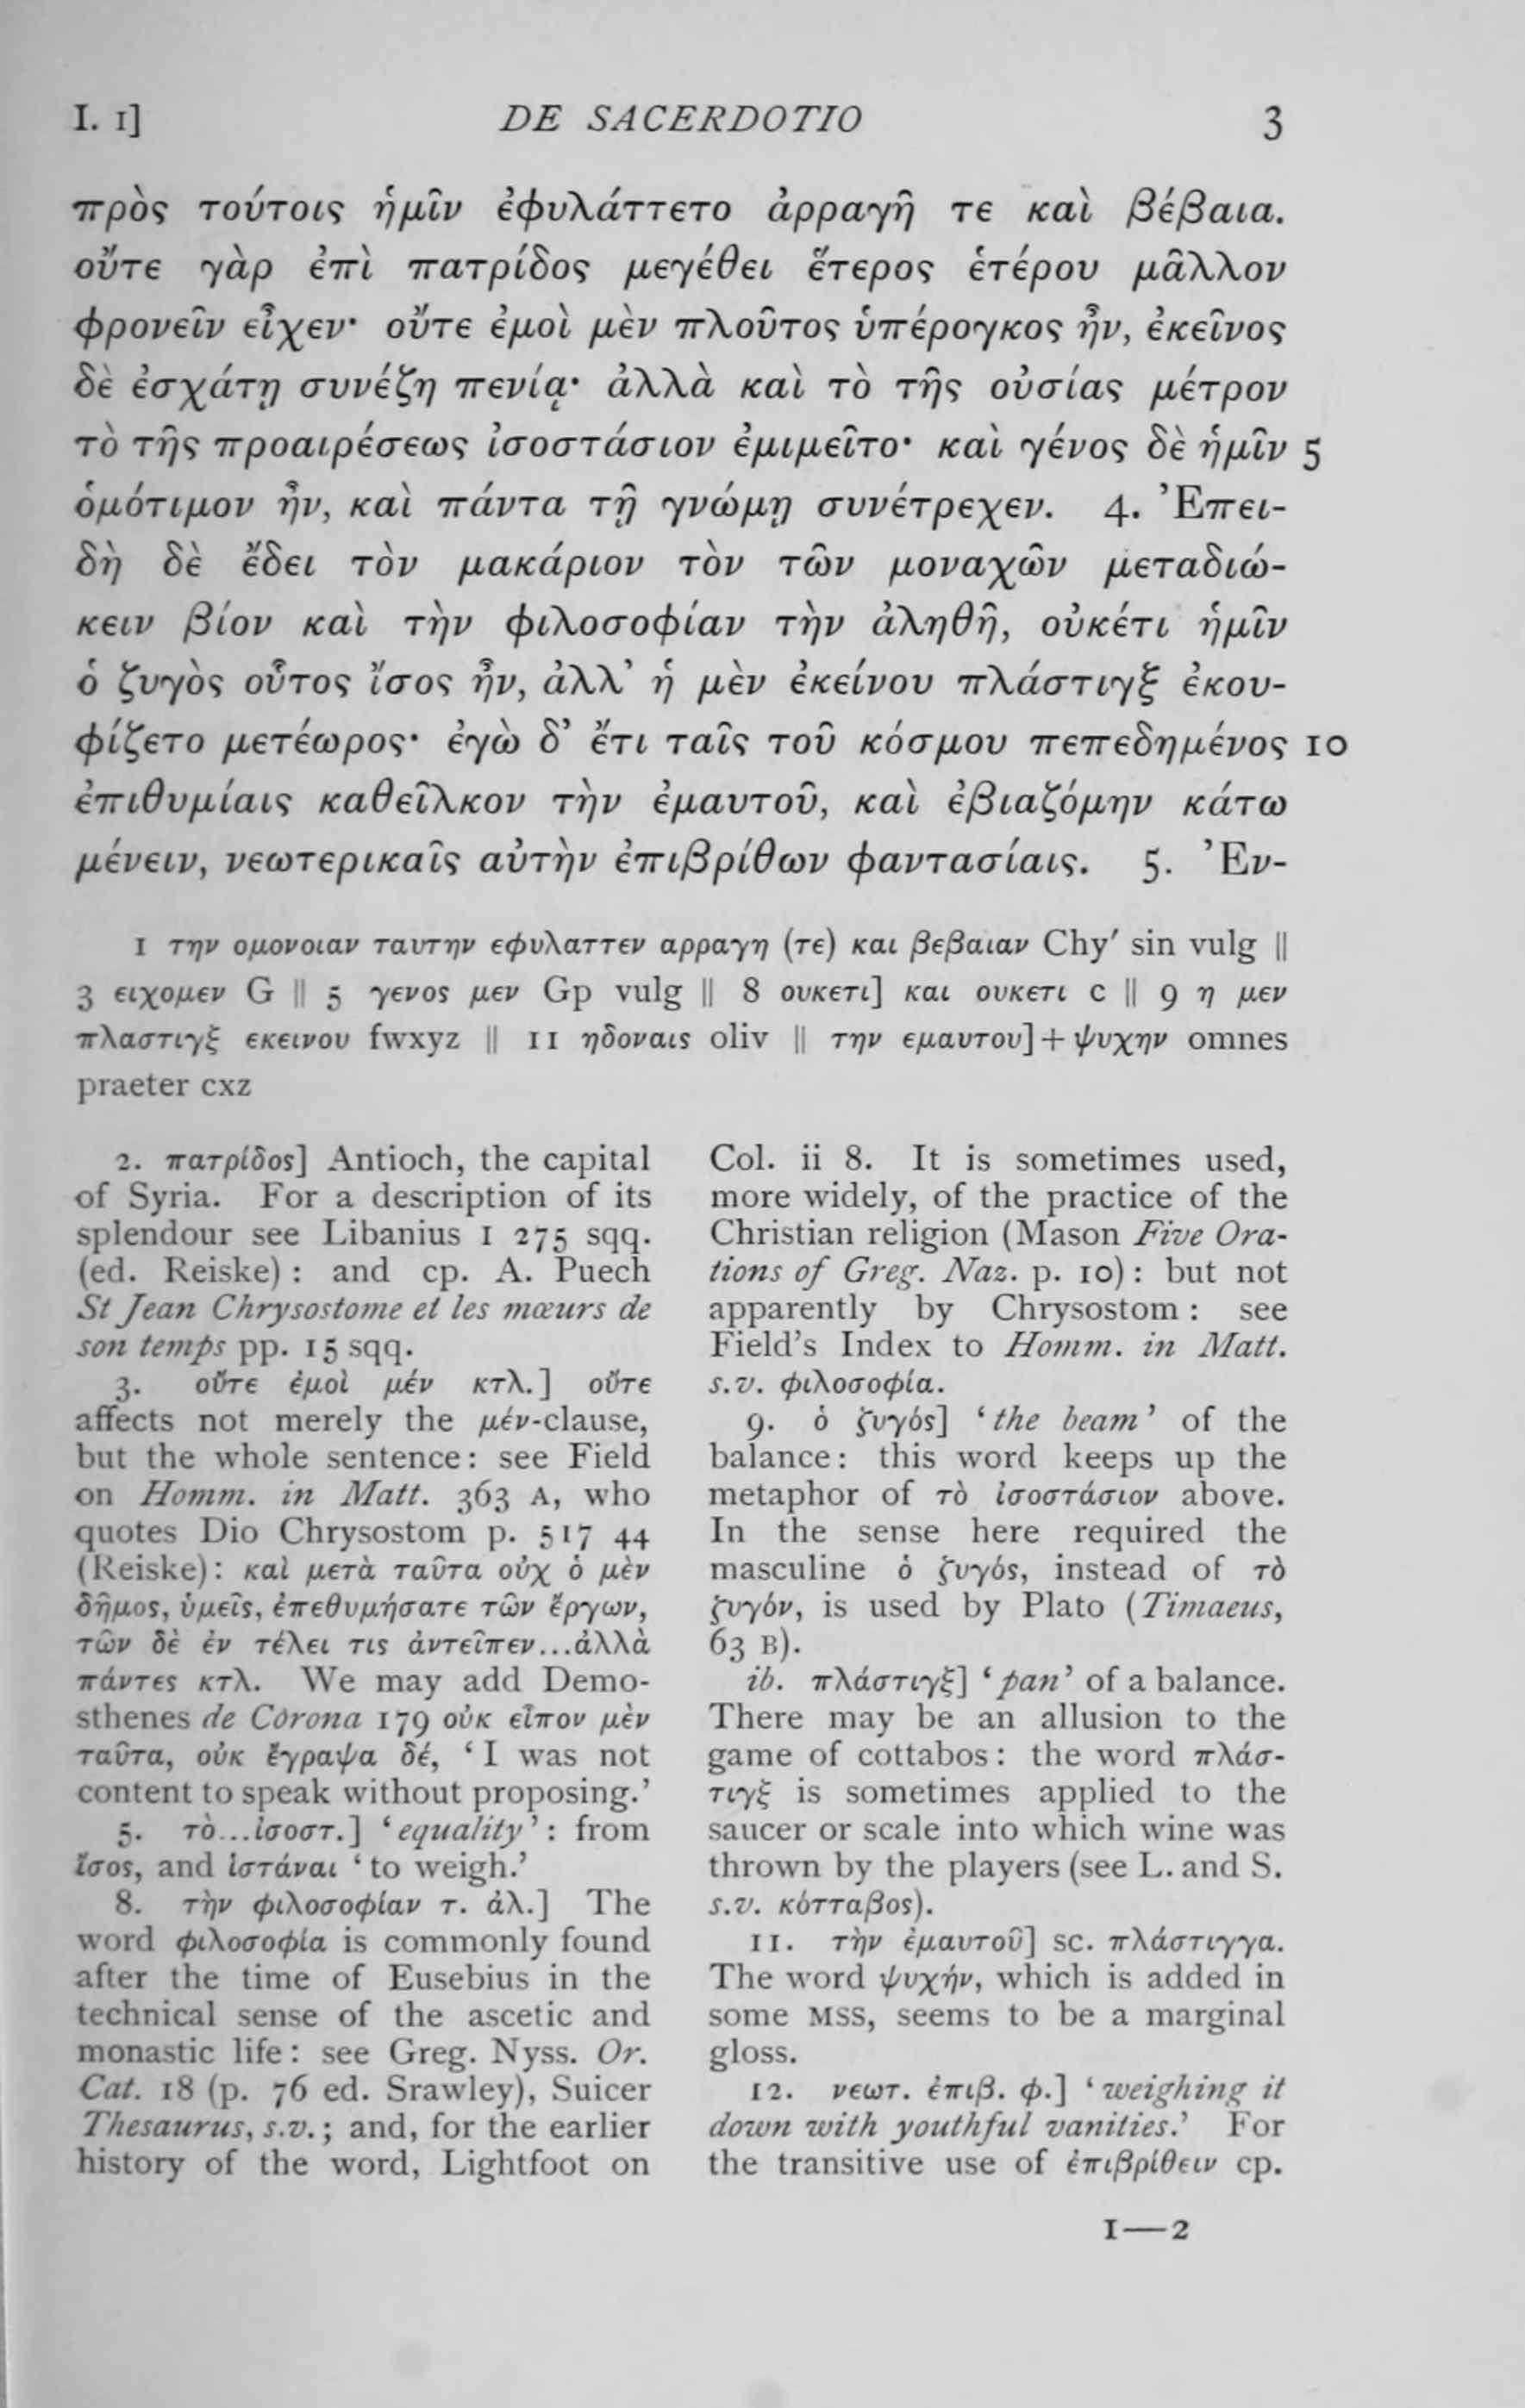 I. 1] DE SACERDOTIO 3
πρὸς τούτοις ἡμῖν ἐφυλάττετο ἀρραγῆ τε καὶ βέβαια.
οὔτε γὰρ ἐπὶ πατρίδος μεγέθει ἕτερος ἑτέρου μᾶλλον
φρονεῖν εἶχεν· οὔτε ἐμοὶ μὲν πλοῦτος ὑπέρογκος ἦν, ἐκεῖνος
δὲ ἐσχάτῃ συνέζη πενίᾳ· ἀλλὰ καὶ τὸ τῆς οὐσίας μέτρον
τὸ τῆς προαιρέσεως ἰσοστάσιον ἐμιμεῖτο· καὶ γένος δὲ ἡμῖν 5
ὁμότιμον ἦν, καὶ πάντα τῇ γνώμῃ συνέτρεχεν. 4. Ἐπει-
δὴ δὲ ἔδει τὸν μακάριον τὸν τῶν μοναχῶν μεταδιώ-
κειν βίον καὶ τὴν φιλοσοφίαν τὴν ἀληθῆ, οὐκέτι ἡμῖν
ὁ ζυγὸς οὗτος ἴσος ἦν, ἀλλ’ ἡ μὲν ἐκείνου πλάστιγξ ἐκου-
φίζετο μετέωρος· ἐγὼ δ’ ἔτι ταῖς τοῦ κόσμου πεπεδημένος 10
ἐπιθυμίαις καθεῖλκον τὴν ἐμαυτοῦ, καὶ ἐβιαζόμην κάτω
μένειν, νεωτερικαῖς αὐτὴν ἐπιβρίθων φαντασίαις. 5. Ἐν-
1 την ομονοιαν ταυτην εφυλαττεν αρραγη (τε) και βεβαιαν Chy′ sin vulg ||
3 ειχομεν G || 5 γενος μεν Gp vulg || 8 ουκετι] και ουκετι c || 9 η μεν
πλαστιγξ εκεινου fwxyz || 11 ηδοναις oliv || την εμαυτου]+ψυχην omnes
praeter cxz
2. πατρίδος] Antioch, the capital
of Syria. For a description of its
splendour see Libanius I 275 sqq.
(ed. Reiske): and cp. A. Puech
St Jean Chrysostome et les mœurs de
son temps pp. 15 sqq.
3. οὔτε ἐμοὶ μέν κτλ.] οὔτε
affects not merely the μέν-clause,
but the whole sentence: see Field
on Homm. in Matt. 363 A, who
quotes Dio Chrysostom p. 517 44
(Reiske): καὶ μετὰ ταῦτα οὐχ ὁ μὲν
δῆμος, ὑμεῖς, ἐπεθυμήσατε τῶν ἔργων,
τῶν δὲ ἐν τέλει τις ἀντεῖπεν...ἀλλὰ
πάντες κτλ. We may add Demo-
sthenes de Corona 179 οὐκ εἶπον μὲν
ταῦτα, οὐκ ἔγραψα δέ, ‘I was not
content to speak without proposing.’
5. τὸ...ἰσοστ.] ‘equality’: from
ἴσος, and ἱστάναι ‘to weigh.’
8. τὴν φιλοσοφίαν τ. ἀλ.] The
word φιλοσοφία is commonly found
after the time of Eusebius in the
technical sense of the ascetic and
monastic life: see Greg. Nyss. Or.
Cat. 18 (p. 76 ed. Srawley), Suicer
Thesaurus, s.v.; and, for the earlier
history of the word, Lightfoot on
Col. ii 8. It is sometimes used,
more widely, of the practice of the
Christian religion (Mason Five Ora-
tions of Greg. Naz. p. 10): but not
apparently by Chrysostom: see
Field’s Index to Homm. in Matt.
s.v. φιλοσοφία.
9. ὁ ζυγός] ‘the beam’ of the
balance: this word keeps up the
metaphor of τὸ ἰσοστάσιον above.
In the sense here required the
masculine ὁ ζυγός, instead of τὸ
ζυγόν, is used by Plato (Timaeus,
63 B).
ib. πλάστιγξ] ‘pan’ of a balance.
There may be an allusion to the
game of cottabos: the word πλάσ-
τιγξ is sometimes applied to the
saucer or scale into which wine was
thrown by the players (see L. and S.
s.v. κότταβος).
11. τὴν ἐμαυτοῦ] sc. πλάστιγγα.
The word ψυχήν, which is added in
some MSS, seems to be a marginal
gloss.
12. νεωτ. ἐπιβ. φ.] ‘weighing it
down with youthful vanities.’ For
the transitive use of ἐπιβρίθειν cp.
1—2